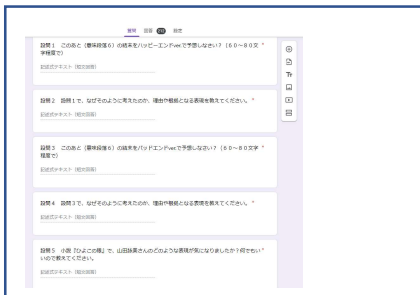 質問 回答 設定
設問１ このあと（意味段落６）の結末をハッピーエンドver.で予想しなさい？（６０～８０文 *
字程度で）
記述式テキスト（短文回答）
設問２ 設問１で、なぜそのように考えたのか、理由や根拠となる表現を教えてください。 *
記述式テキスト（短文回答）
設問３ このあと（意味段落６）の結末をバッドエンドver.で予想しなさい？（６０～８０文字 *
程度で）
記述式テキスト（短文回答）
設問４ 設問３で、なぜそのように考えたのか、理由や根拠となる表現を教えてください。 *
記述式テキスト（短文回答）
設問５ 小説『ひよこの眼』で、山田詠美さんのどのような表現が気になりましたか？何でもい *
いので教えてください。
記述式テキスト（短文回答）